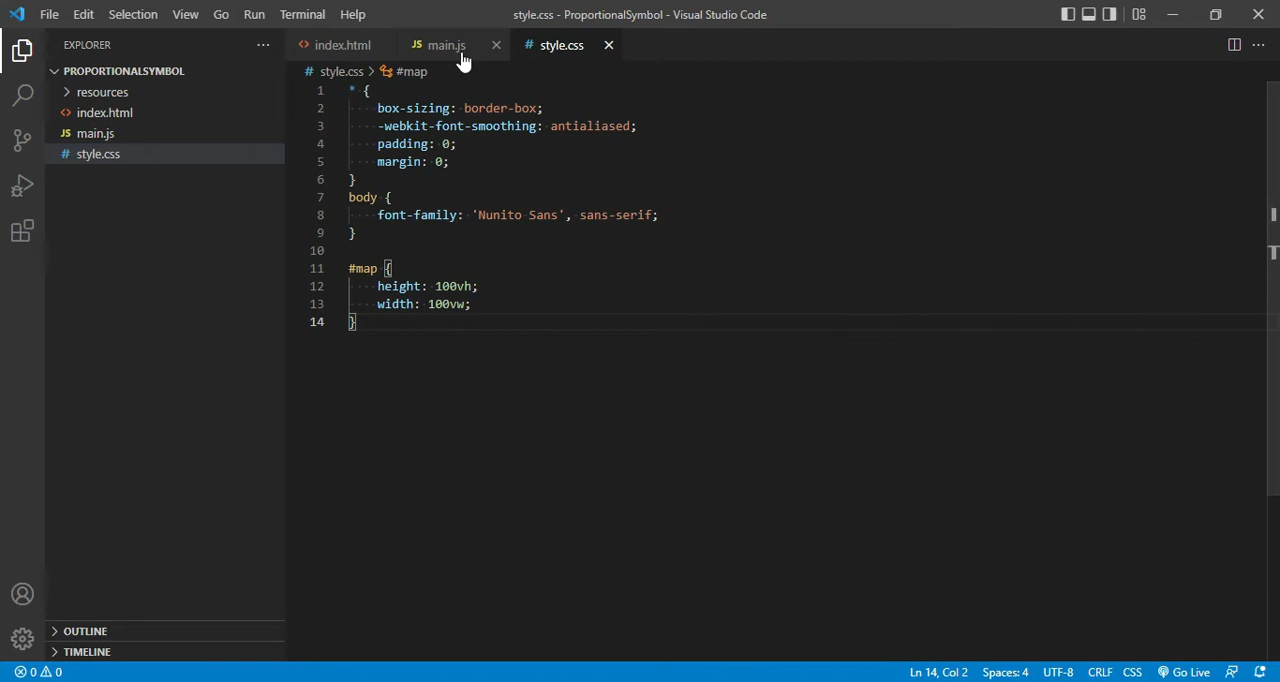 File Edit Selection View Go Run Terminal Help style.css - ProportionalSymbol - Visual Studio Code
EXPLORER
PROPORTIONALSYMBOL
resources
index.html
JS main.js
# style.css
OUTLINE
TIMELINE
index.html JS main.js # style.css
# style.css > #map
1 * {
2 box-sizing: border-box;
3 -webkit-font-smoothing: antialiased;
4 padding: 0;
5 margin: 0;
6 }
7 body {
8 font-family: 'Nunito Sans', sans-serif;
9 }
10
11 #map {
12 height: 100vh;
13 width: 100vw;
14 }
0 0 Ln 14, Col 2 Spaces: 4 UTF-8 CRLF CSS Go Live